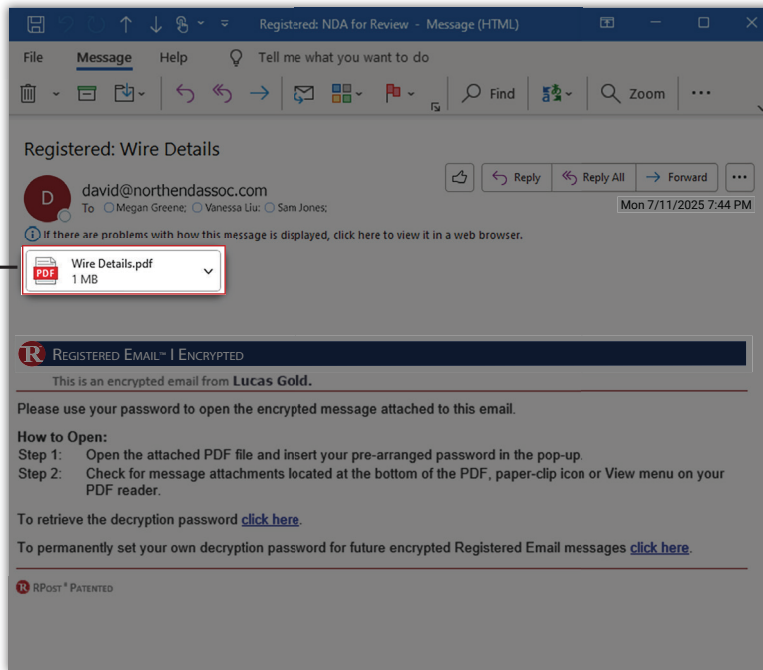 Registered: NDA for Review - Message (HTML)
File Message Help Tell me what you want to do
Find Zoom
Registered: Wire Details
D
david@northendassoc.com
Reply Reply All Forward
To Megan Greene; Vanessa Liu; Sam Jones;
Mon 7/11/2025 7:44 PM
If there are problems with how this message is displayed, click here to view it in a web browser.
PDF
Wire Details.pdf
1 MB
R REGISTERED EMAIL™ I ENCRYPTED
This is an encrypted email from Lucas Gold.
Please use your password to open the encrypted message attached to this email.
How to Open:
Step 1: Open the attached PDF file and insert your pre-arranged password in the pop-up.
Step 2: Check for message attachments located at the bottom of the PDF, paper-clip icon or View menu on your
PDF reader.
To retrieve the decryption password click here.
To permanently set your own decryption password for future encrypted Registered Email messages click here.
R RPOST® PATENTED